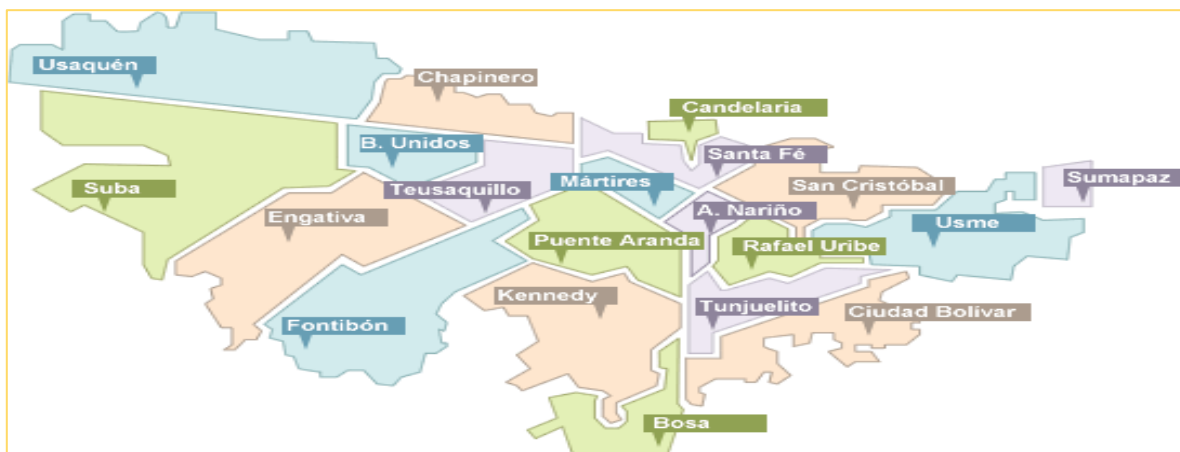 Usaquén
Chapinero
Candelaria
B. Unidos
Santa Fé
Suba
Teusaquillo
Mártires
San Cristóbal
Sumapaz
Engativa
A. Nariño
Usme
Puente Aranda
Rafael Uribe
Kennedy
Tunjuelito
Ciudad Bolivar
Fontibón
Bosa